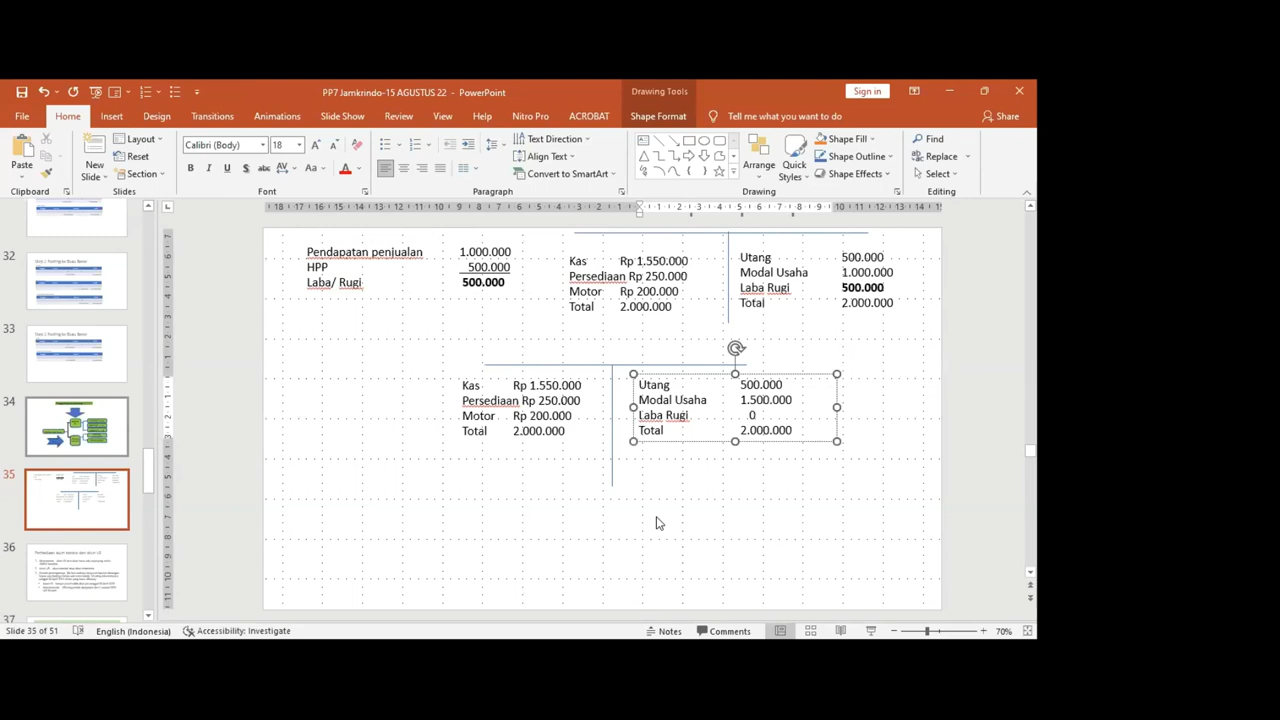 PP7 Jamkrindo-15 AGUSTUS 22 - PowerPoint
Drawing Tools
Sign in
File Home Insert Design Transitions Animations Slide Show Review View Help Nitro Pro ACROBAT Shape Format Tell me what you want to do Share
Paste
Clipboard
New Slide
Layout
Reset
Section
Slides
Calibri (Body) 18
Font
Text Direction
Align Text
Convert to SmartArt
Paragraph
Arrange
Quick Styles
Shape Fill
Shape Outline
Shape Effects
Drawing
Find
Replace
Select
Editing
32
33
34
35
36
37
Pendapatan penjualan 1.000.000
HPP 500.000
Laba/ Rugi 500.000
Kas Rp 1.550.000
Persediaan Rp 250.000
Motor Rp 200.000
Total 2.000.000
Utang 500.000
Modal Usaha 1.000.000
Laba Rugi 500.000
Total 2.000.000
Kas Rp 1.550.000
Persediaan Rp 250.000
Motor Rp 200.000
Total 2.000.000
Utang 500.000
Modal Usaha 1.500.000
Laba Rugi 0
Total 2.000.000
Slide 35 of 51 English (Indonesia) Accessibility: Investigate Notes Comments 70%